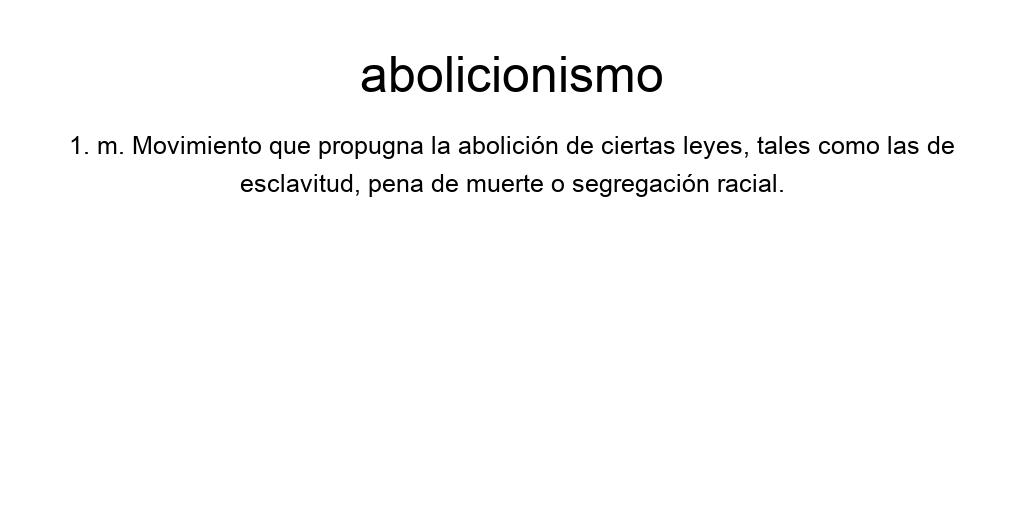 abolicionismo
1. m. Movimiento que propugna la abolición de ciertas leyes, tales como las de
esclavitud, pena de muerte o segregación racial.